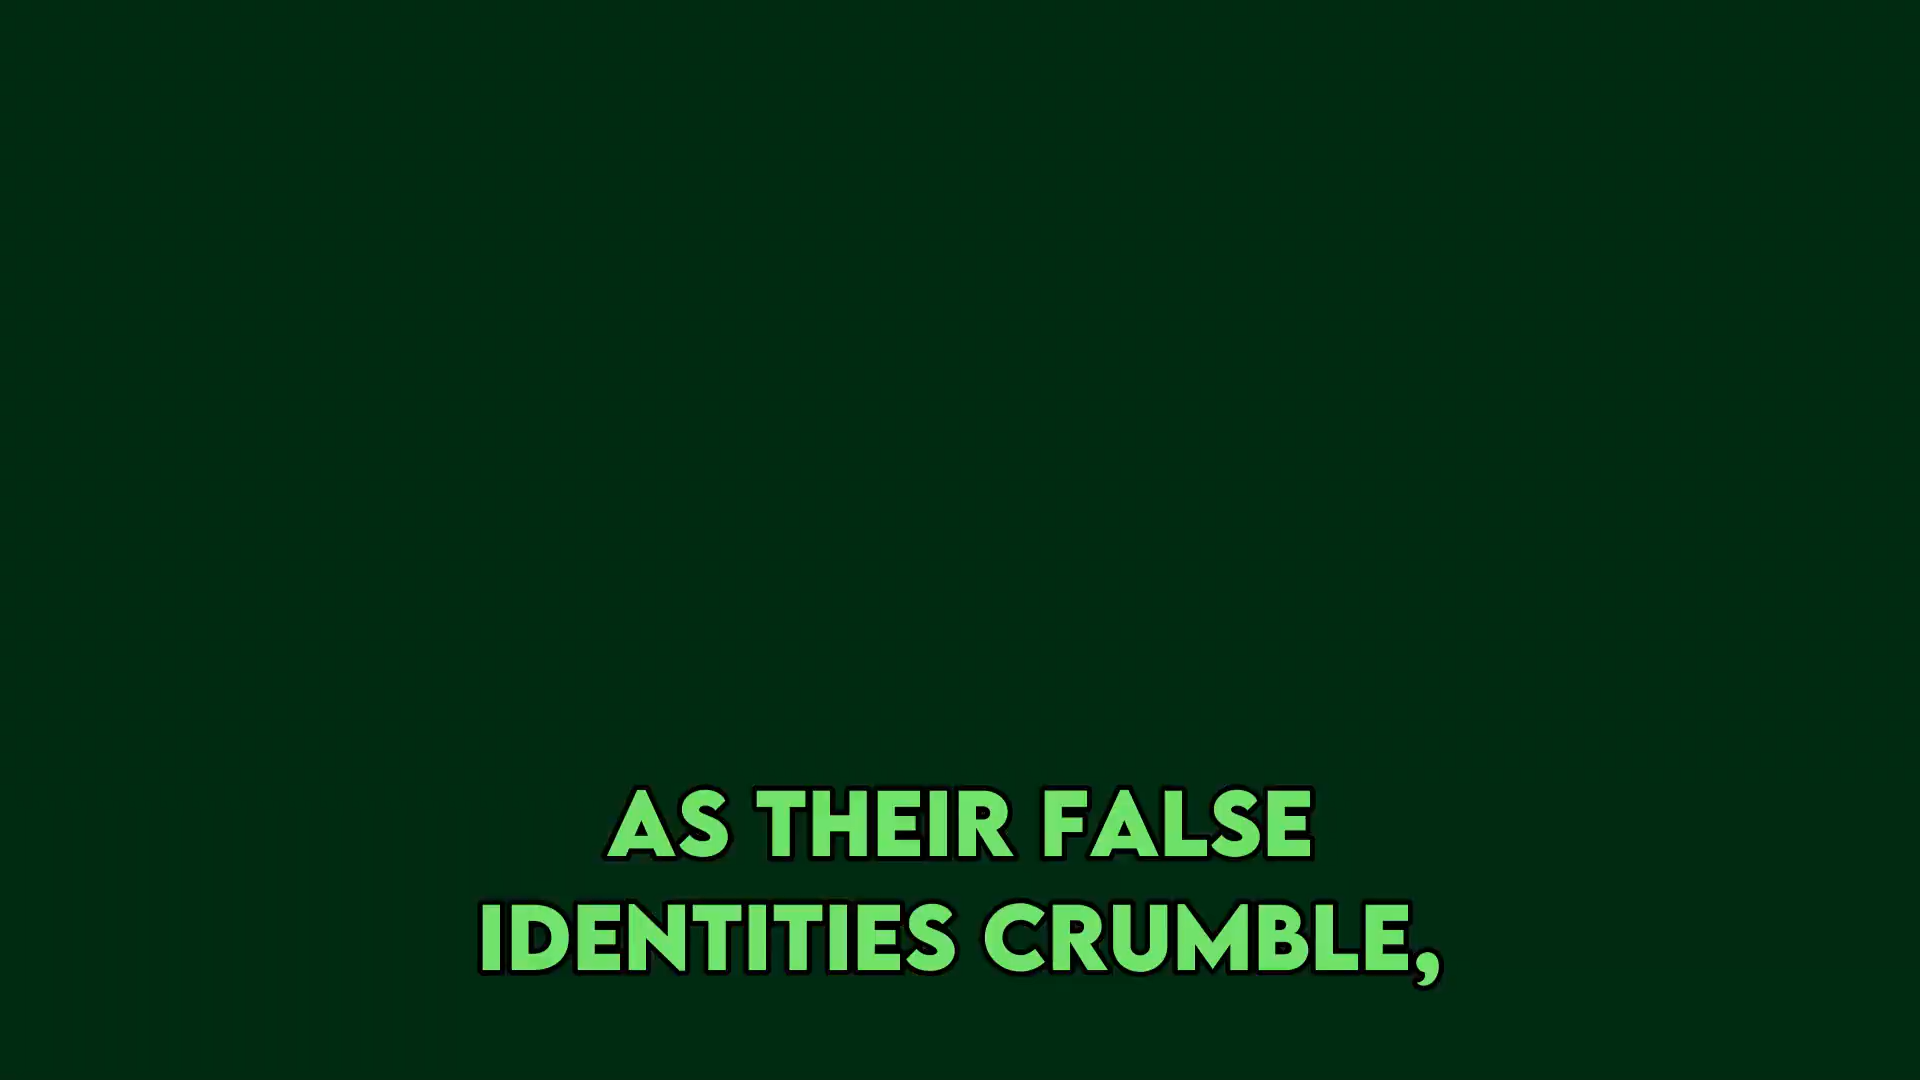 AS THEIR FALSE
IDENTITIES CRUMBLE,